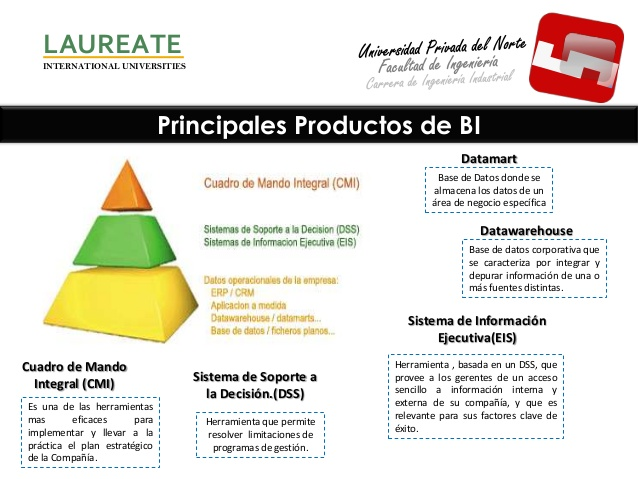 LAUREATE
INTERNATIONAL UNIVERSITIES
Universidad Privada del Norte
Facultad de Ingeniería
Carrera de Ingeniería Industrial
Principales Productos de BI
Cuadro de Mando Integral (CMI)
Sistemas de Soporte a la Decision (DSS)
Sistemas de Informacion Ejecutiva (EIS)
Datos operacionales de la empresa:
ERP / CRM
Aplicacion a medida
Datawarehouse / datamarts...
Base de datos / ficheros planos...
Datamart
Base de Datos donde se
almacena los datos de un
área de negocio específica
Datawarehouse
Base de datos corporativa que
se caracteriza por integrar y
depurar información de una o
más fuentes distintas.
Sistema de Información
Ejecutiva(EIS)
Herramienta , basada en un DSS, que
provee a los gerentes de un acceso
sencillo a información interna y
externa de su compañía, y que es
relevante para sus factores clave de
éxito.
Cuadro de Mando
Integral (CMI)
Es una de las herramientas
mas eficaces para
implementar y llevar a la
práctica el plan estratégico
de la Compañía.
Sistema de Soporte a
la Decisión.(DSS)
Herramienta que permite
resolver limitaciones de
programas de gestión.